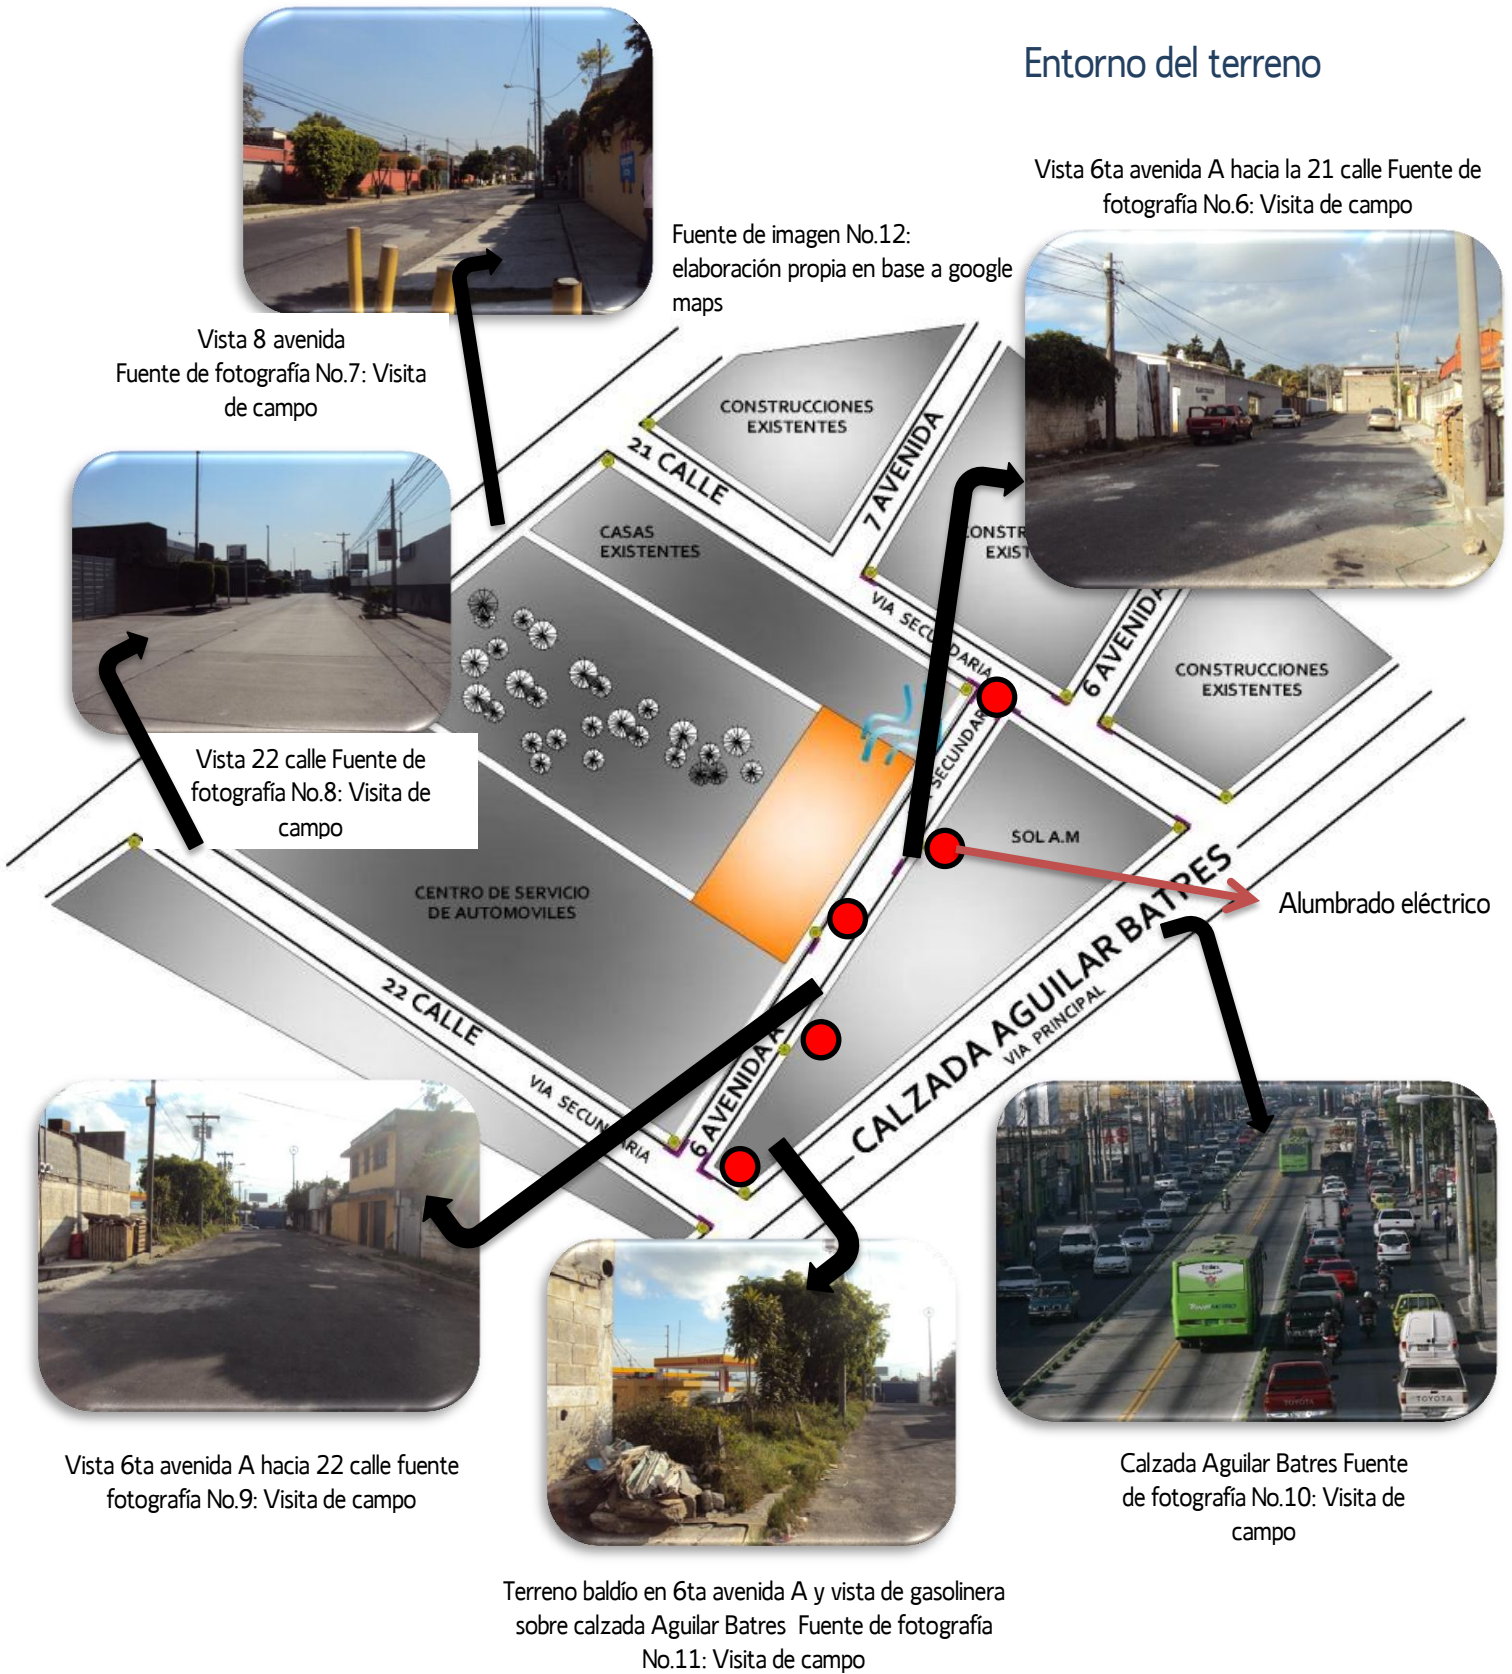 Entorno del terreno
Vista 6ta avenida A hacia la 21 calle Fuente de
fotografía No.6: Visita de campo
Fuente de imagen No.12:
elaboración propia en base a google
maps
Vista 8 avenida
Fuente de fotografía No.7: Visita
de campo
CONSTRUCCIONES
EXISTENTES
21 CALLE
7 AVENIDA
CASAS
EXISTENTES
CONSTR
EXIST
VIA SECUNDARIA
6 AVENIDA
CONSTRUCCIONES
EXISTENTES
SECUNDAR
Vista 22 calle Fuente de
fotografía No.8: Visita de
campo
SOL A.M
CENTRO DE SERVICIO
DE AUTOMOVILES
Alumbrado eléctrico
CALZADA AGUILAR BATRES
VIA PRINCIPAL
22 CALLE
VIA SECUNDARIA
6 AVENIDA A
TOYOTA
TOYOTA
Vista 6ta avenida A hacia 22 calle fuente
fotografía No.9: Visita de campo
Calzada Aguilar Batres Fuente
de fotografía No.10: Visita de
campo
Terreno baldío en 6ta avenida A y vista de gasolinera
sobre calzada Aguilar Batres Fuente de fotografía
No.11: Visita de campo